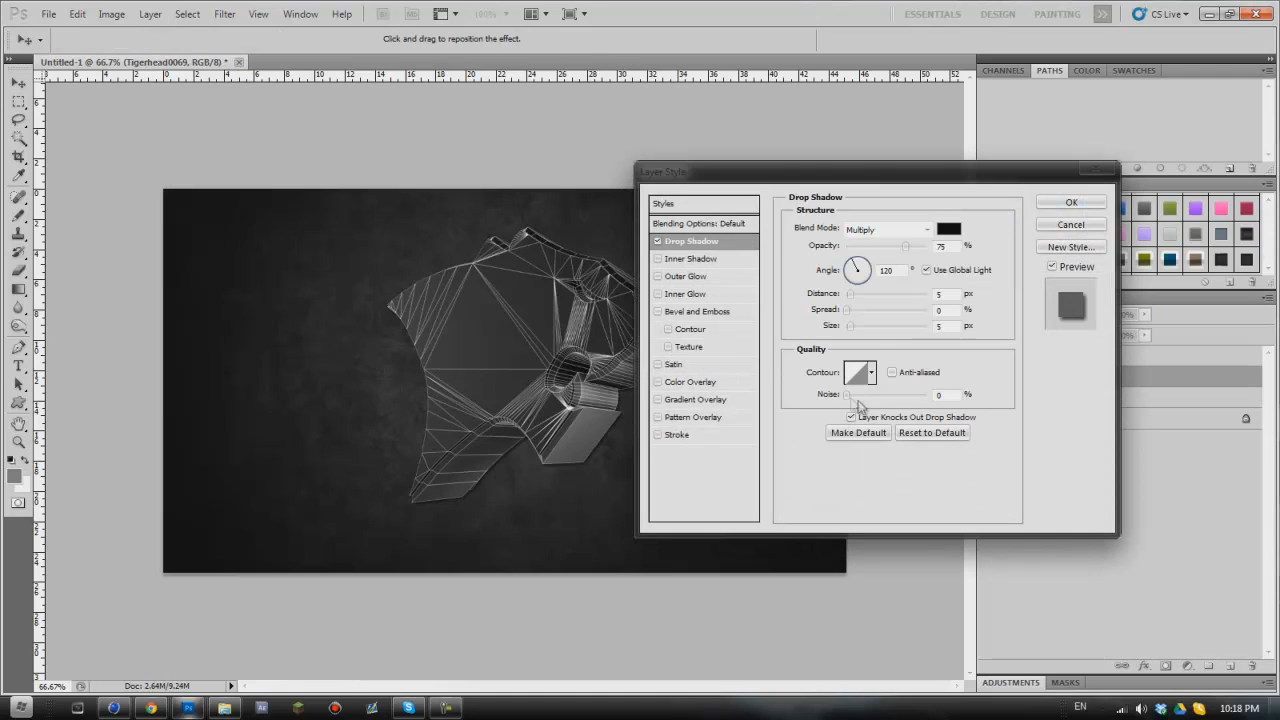 Ps File Edit Image Layer Select Filter Analysis View Window Help Br Mb 100% ESSENTIALS DESIGN PAINTING CS Live
Click and drag to reposition the effect.
Untitled-1 @ 66.7% (Tigerhead0069, RGB/8) *
CHANNELS PATHS COLOR SWATCHES
Layer Style
Styles
Blending Options: Default
Drop Shadow
Inner Shadow
Outer Glow
Inner Glow
Bevel and Emboss
Contour
Texture
Satin
Color Overlay
Gradient Overlay
Pattern Overlay
Stroke
Drop Shadow
Structure
Blend Mode: Multiply
Opacity: 75 %
Angle: 120 ° Use Global Light
Distance: 5 px
Spread: 0 %
Size: 5 px
Quality
Contour: Anti-aliased
Noise: 0 %
Layer Knocks Out Drop Shadow
Make Default Reset to Default
OK
Cancel
New Style...
Preview
66.67% Doc: 2.64M/9.24M
ADJUSTMENTS MASKS
EN 10:18 PM